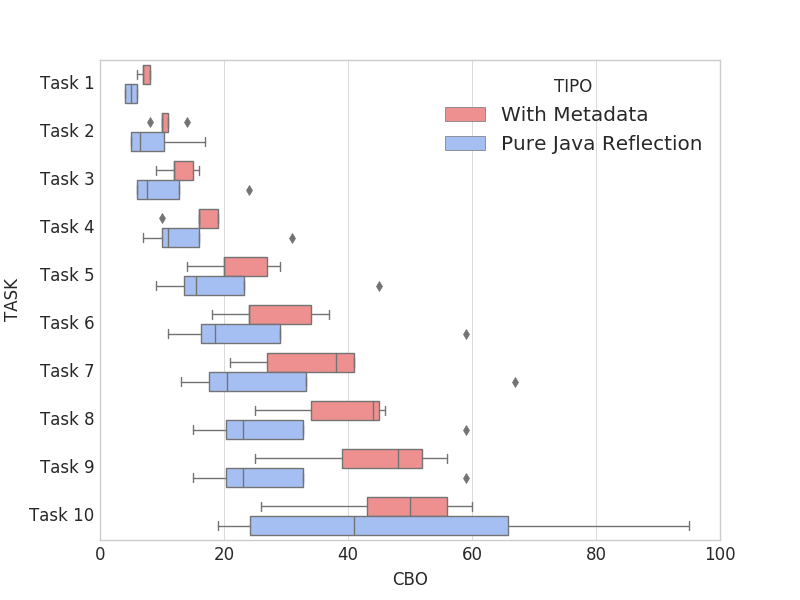 TIPO
With Metadata
Pure Java Reflection
TASK
Task 1
Task 2
Task 3
Task 4
Task 5
Task 6
Task 7
Task 8
Task 9
Task 10
0 20 40 60 80 100
CBO